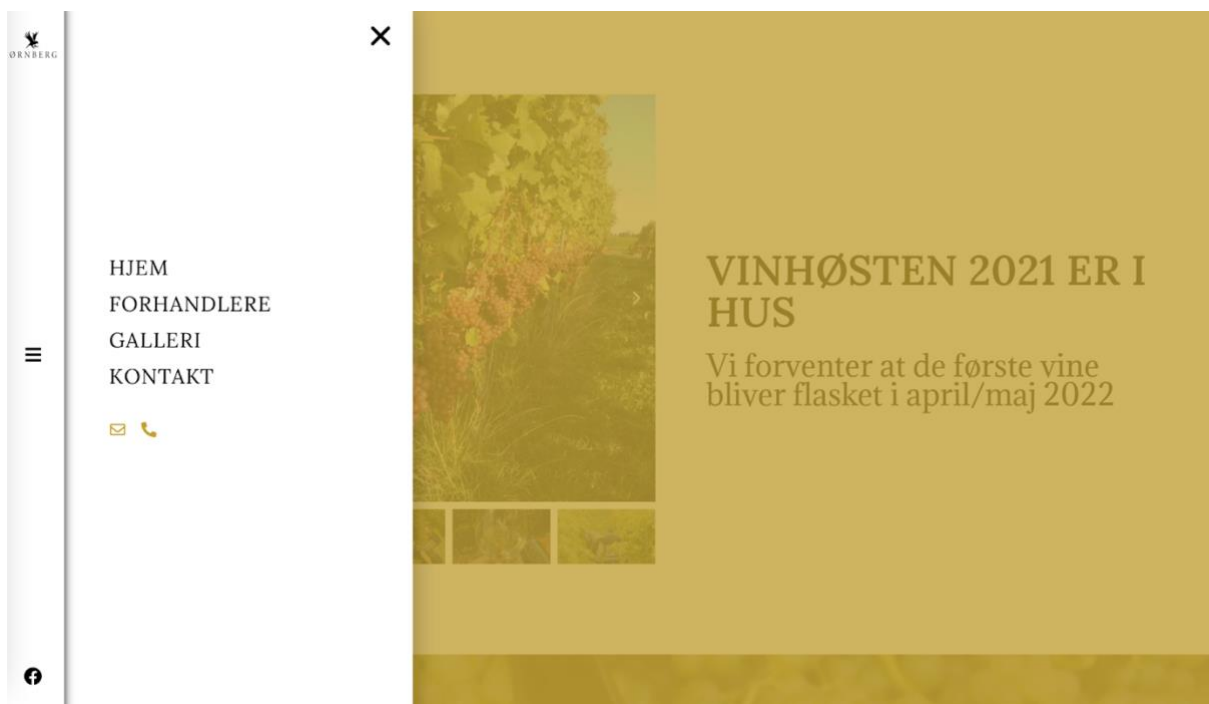 ØRNBERG
HJEM
FORHANDLERE
GALLERI
KONTAKT
VINHØSTEN 2021 ER I
HUS
Vi forventer at de første vine
bliver flasket i april/maj 2022